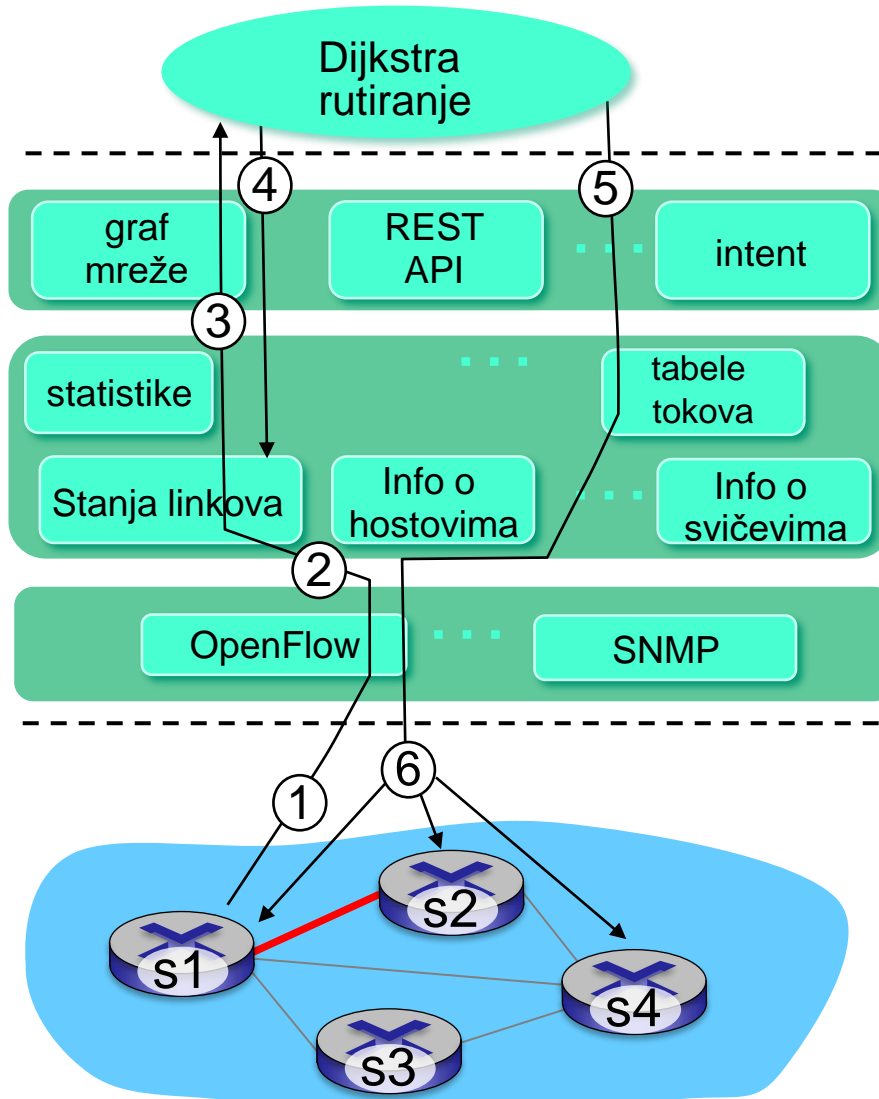 Dijkstra
rutiranje
4
5
graf
mreže
REST
API
. . .
intent
3
. . .
statistike
tabele
tokova
Stanja linkova
Info o
hostovima
. . .
Info o
svičevima
2
OpenFlow
. . .
SNMP
1
6
s2
s1
s4
s3